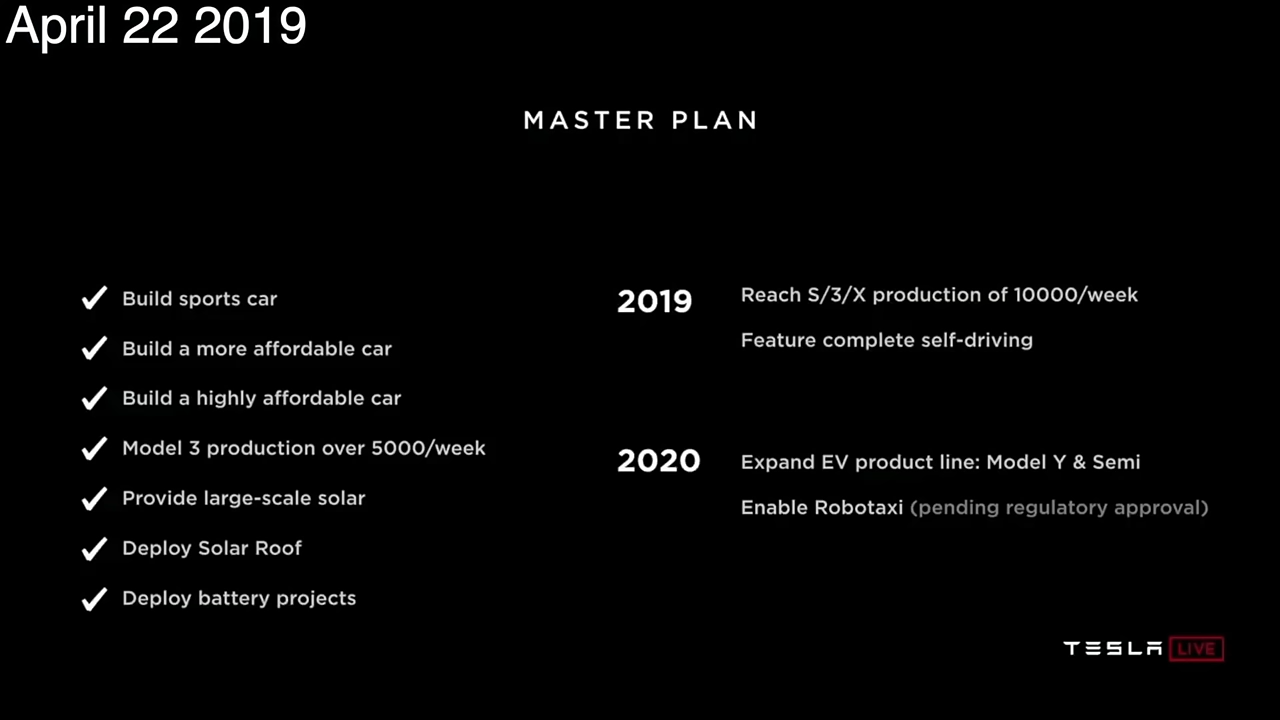 April 22 2019
MASTER PLAN
Build sports car
Build a more affordable car
Build a highly affordable car
Model 3 production over 5000/week
Provide large-scale solar
Deploy Solar Roof
Deploy battery projects
2019
Reach S/3/X production of 10000/week
Feature complete self-driving
2020
Expand EV product line: Model Y & Semi
Enable Robotaxi (pending regulatory approval)
TESLA LIVE